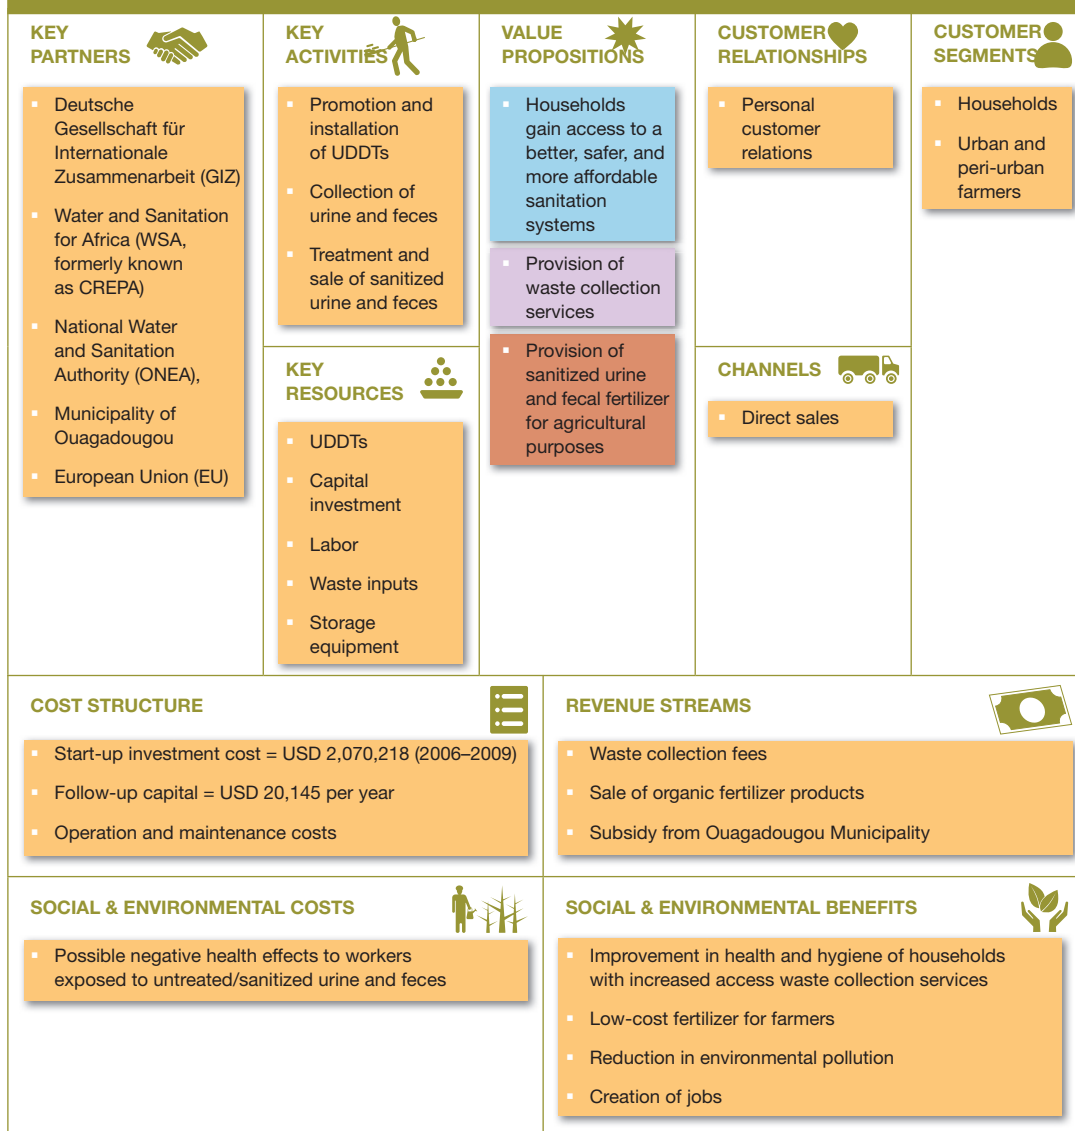 KEY
PARTNERS
Deutsche
Gesellschaft für
Internationale
Zusammenarbeit (GIZ)
Water and Sanitation
for Africa (WSA,
formerly known
as CREPA)
National Water
and Sanitation
Authority (ONEA),
Municipality of
Ouagadougou
European Union (EU)
KEY
ACTIVITIES
Promotion and
installation
of UDDTs
Collection of
urine and feces
Treatment and
sale of sanitized
urine and feces
KEY
RESOURCES
UDDTs
Capital
investment
Labor
Waste inputs
Storage
equipment
VALUE
PROPOSITIONS
Households
gain access to a
better, safer, and
more affordable
sanitation
systems
Provision of
waste collection
services
Provision of
sanitized urine
and fecal fertilizer
for agricultural
purposes
CUSTOMER
RELATIONSHIPS
Personal
customer
relations
CHANNELS
Direct sales
CUSTOMER
SEGMENTS
Households
Urban and
peri-urban
farmers
COST STRUCTURE
Start-up investment cost = USD 2,070,218 (2006–2009)
Follow-up capital = USD 20,145 per year
Operation and maintenance costs
REVENUE STREAMS
Waste collection fees
Sale of organic fertilizer products
Subsidy from Ouagadougou Municipality
SOCIAL & ENVIRONMENTAL COSTS
Possible negative health effects to workers
exposed to untreated/sanitized urine and feces
SOCIAL & ENVIRONMENTAL BENEFITS
Improvement in health and hygiene of households
with increased access waste collection services
Low-cost fertilizer for farmers
Reduction in environmental pollution
Creation of jobs